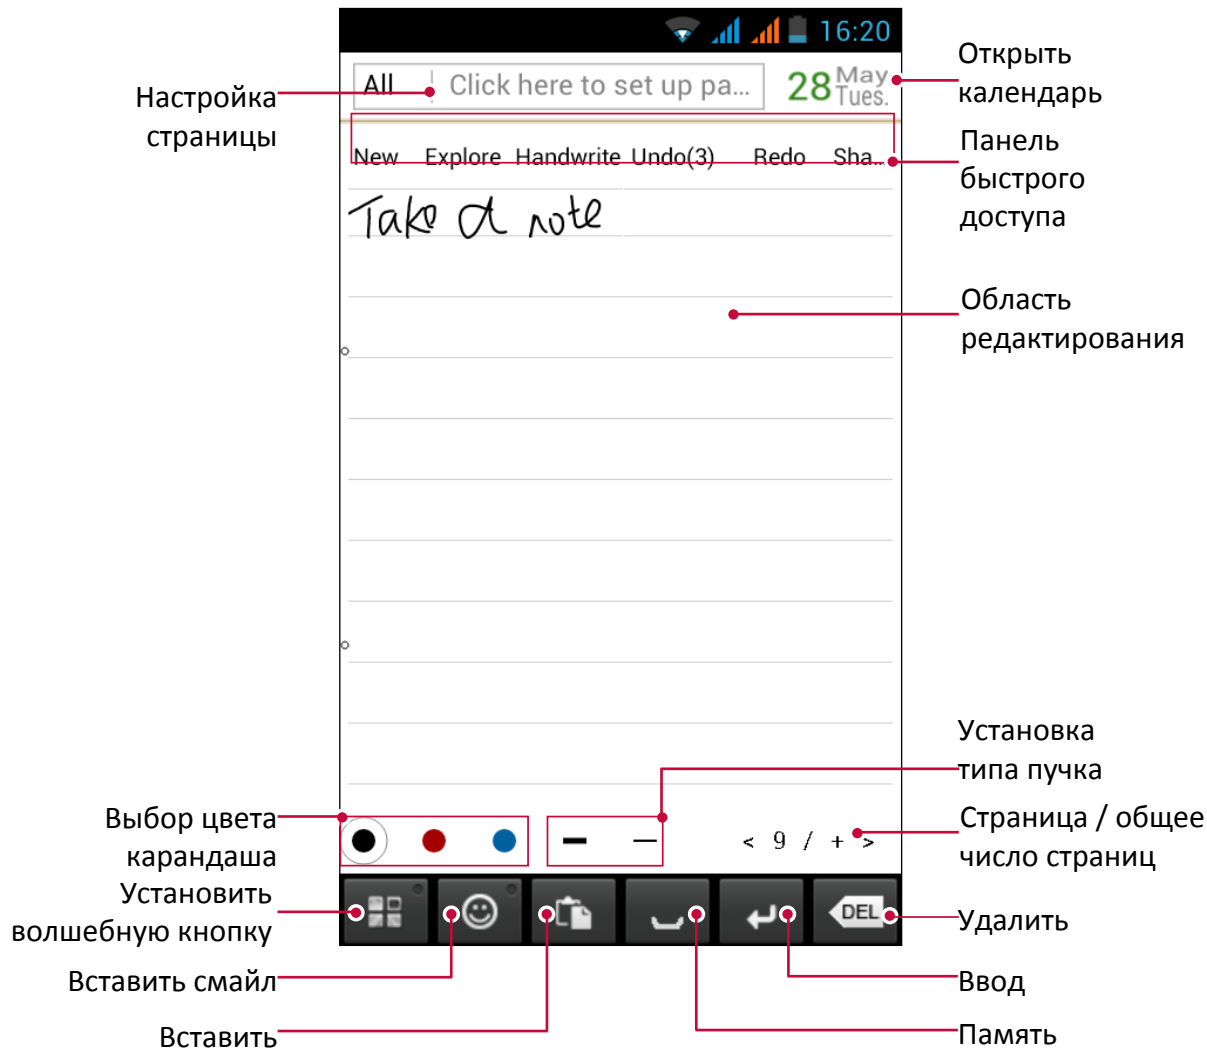 16:20
All Click here to set up pa...
28 May Tues.
Открыть календарь
Настройка страницы
New Explore Handwrite Undo(3) Redo Sha...
Панель быстрого доступа
Take a note
Область редактирования
Установка типа пучка
Выбор цвета карандаша
< 9 / + >
Страница / общее число страниц
Установить волшебную кнопку
DEL
Удалить
Вставить смайл
Ввод
Вставить
Память